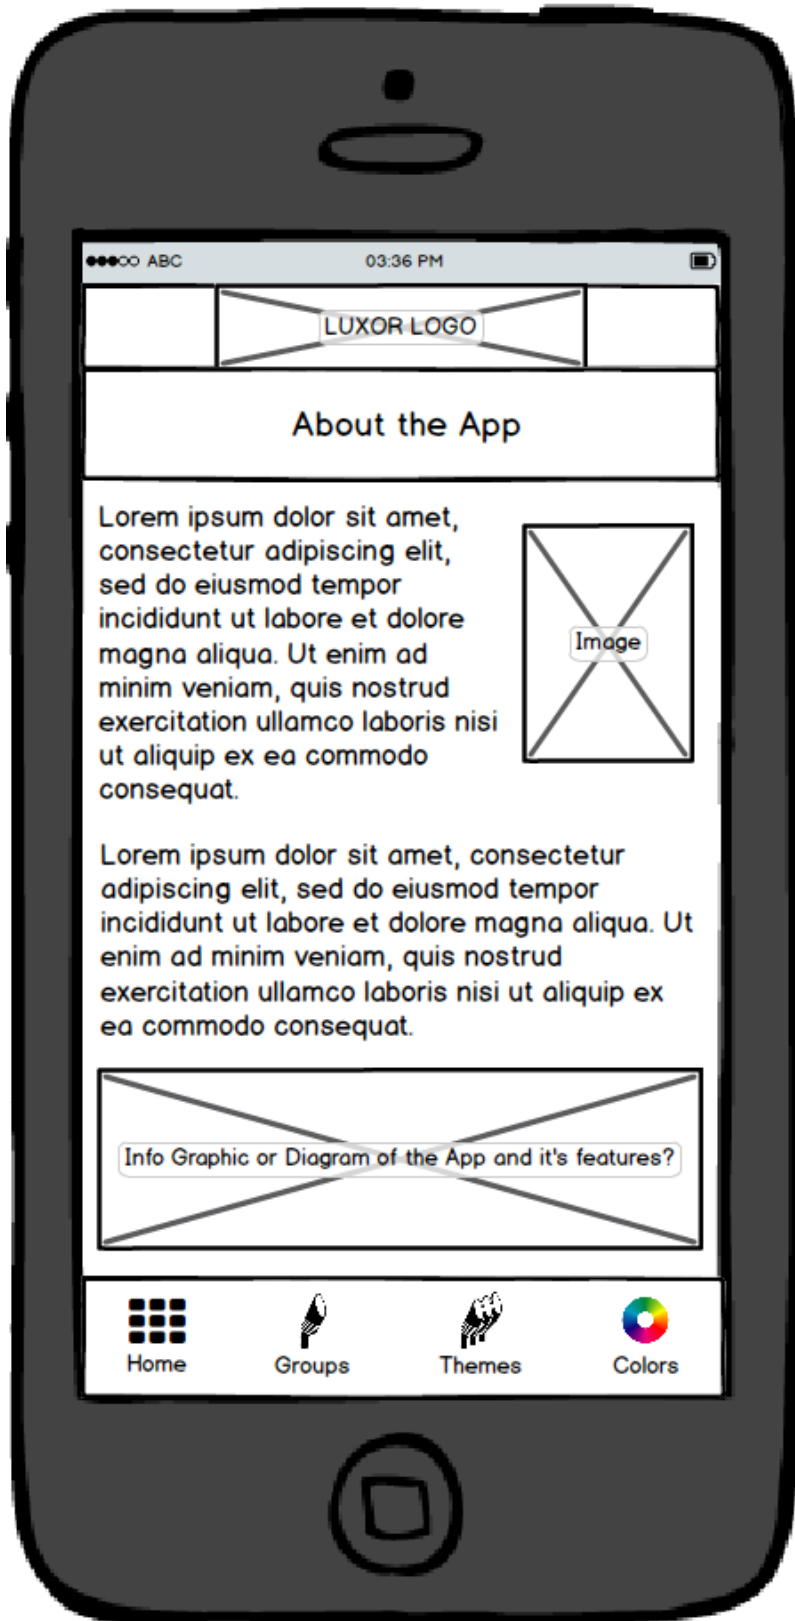 ABC 03:36 PM
LUXOR LOGO
About the App
Lorem ipsum dolor sit amet,
consectetur adipiscing elit,
sed do eiusmod tempor
incididunt ut labore et dolore
magna aliqua. Ut enim ad
minim veniam, quis nostrud
exercitation ullamco laboris nisi
ut aliquip ex ea commodo
consequat.
Image
Lorem ipsum dolor sit amet, consectetur
adipiscing elit, sed do eiusmod tempor
incididunt ut labore et dolore magna aliqua. Ut
enim ad minim veniam, quis nostrud
exercitation ullamco laboris nisi ut aliquip ex
ea commodo consequat.
Info Graphic or Diagram of the App and it's features?
Home Groups Themes Colors